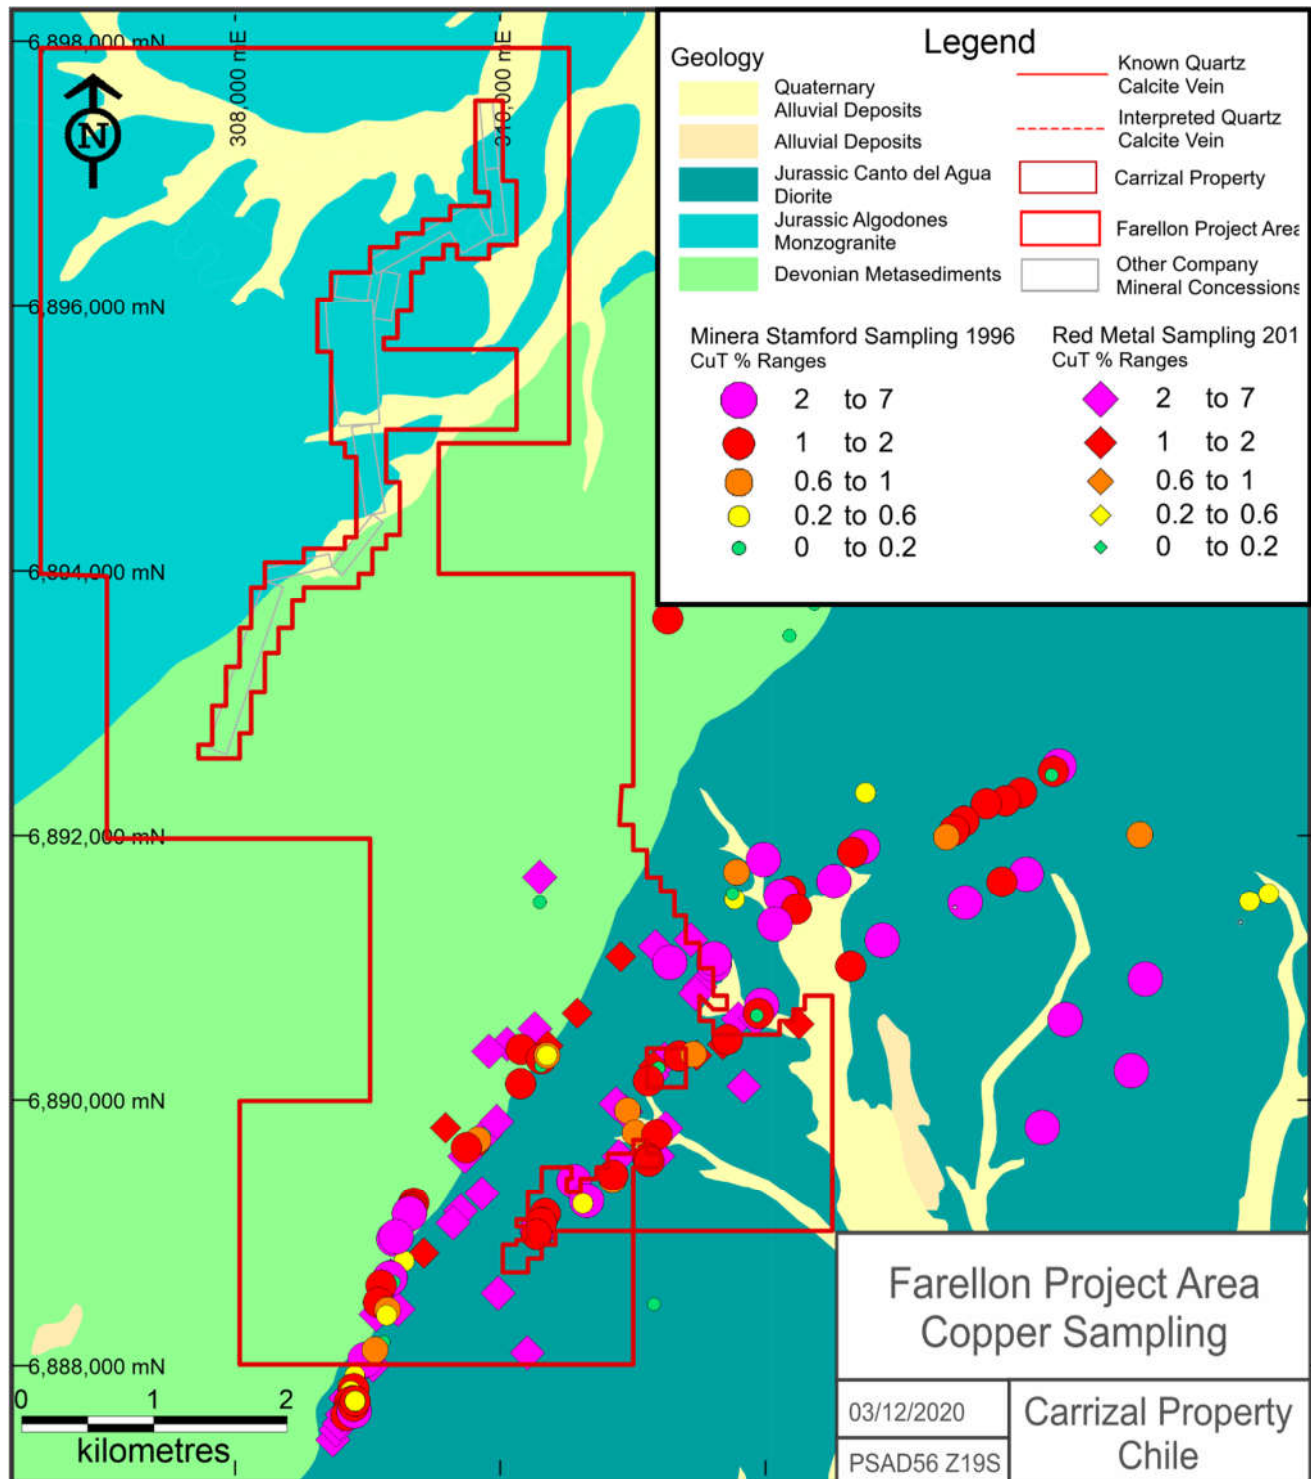 6,898,000 mN
308,000 mE
310,000 mE
N
6,896,000 mN
6,894,000 mN
6,892,000 mN
6,890,000 mN
6,888,000 mN
Legend
Geology
Quaternary
Alluvial Deposits
Alluvial Deposits
Jurassic Canto del Agua
Diorite
Jurassic Algodones
Monzogranite
Devonian Metasediments
Known Quartz
Calcite Vein
Interpreted Quartz
Calcite Vein
Carrizal Property
Farellon Project Area
Other Company
Mineral Concessions
Minera Stamford Sampling 1996
CuT % Ranges
2 to 7
1 to 2
0.6 to 1
0.2 to 0.6
0 to 0.2
Red Metal Sampling 201
CuT % Ranges
2 to 7
1 to 2
0.6 to 1
0.2 to 0.6
0 to 0.2
0 1 2
kilometres
Farellon Project Area
Copper Sampling
03/12/2020
PSAD56 Z19S
Carrizal Property
Chile